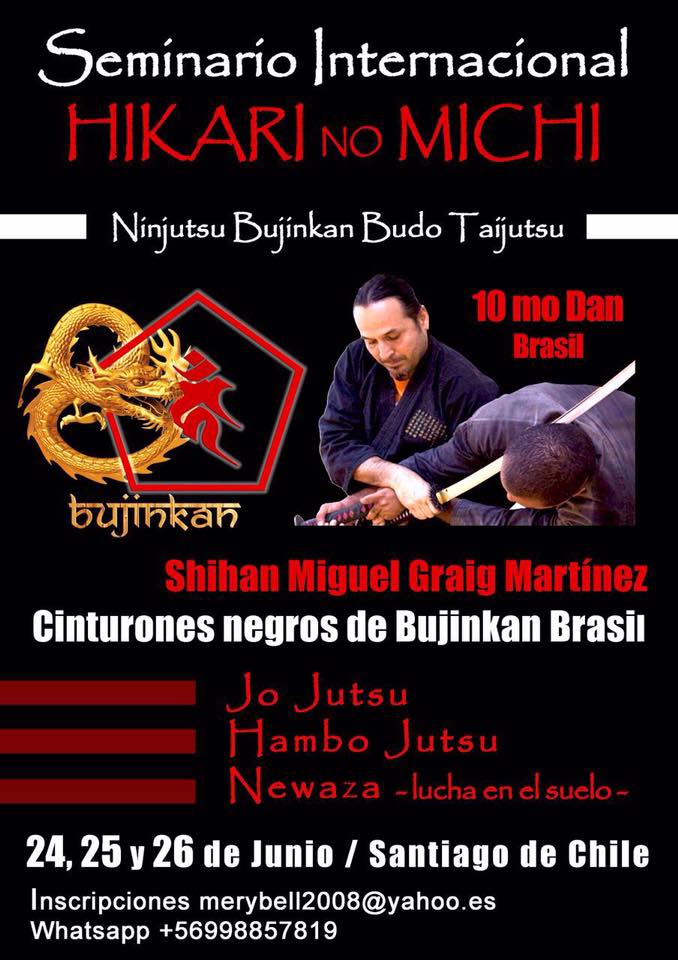 Seminario Internacional
HIKARI NO MICHI
Ninjutsu Bujinkan Budo Taijutsu
10 mo Dan
Brasil
bujinkan
Shihan Miguel Graig Martínez
Cinturones negros de Bujinkan Brasil
Jo Jutsu
Hambo Jutsu
Newaza - lucha en el suelo -
24, 25 y 26 de Junio / Santiago de Chile
Inscripciones merybell2008@yahoo.es
Whatsapp +56998857819